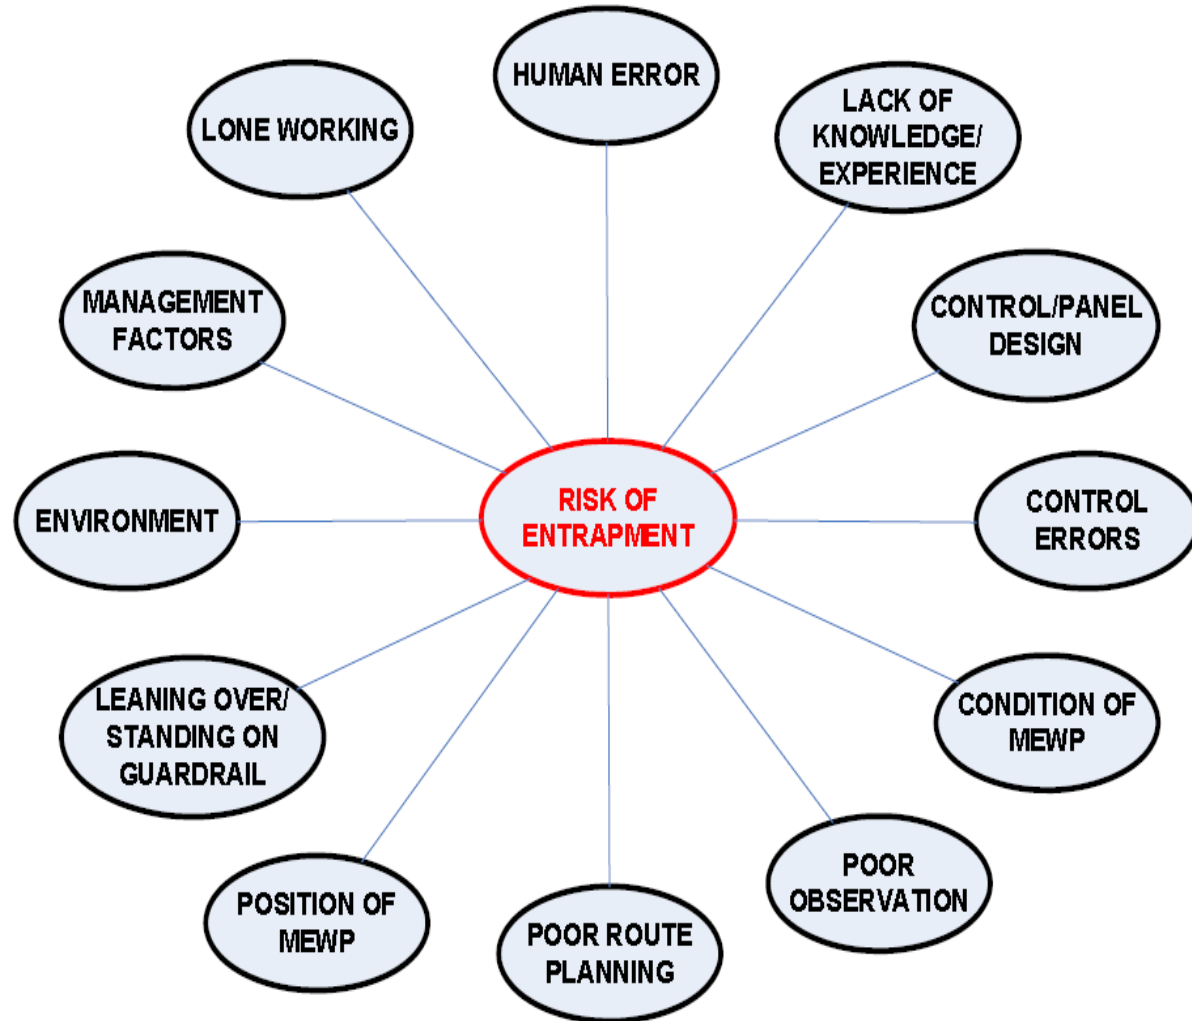 HUMAN ERROR
LACK OF
KNOWLEDGE/
EXPERIENCE
CONTROL/PANEL
DESIGN
CONTROL
ERRORS
CONDITION OF
MEWP
POOR
OBSERVATION
POOR ROUTE
PLANNING
POSITION OF
MEWP
LEANING OVER/
STANDING ON
GUARDRAIL
ENVIRONMENT
MANAGEMENT
FACTORS
LONE WORKING
RISK OF
ENTRAPMENT